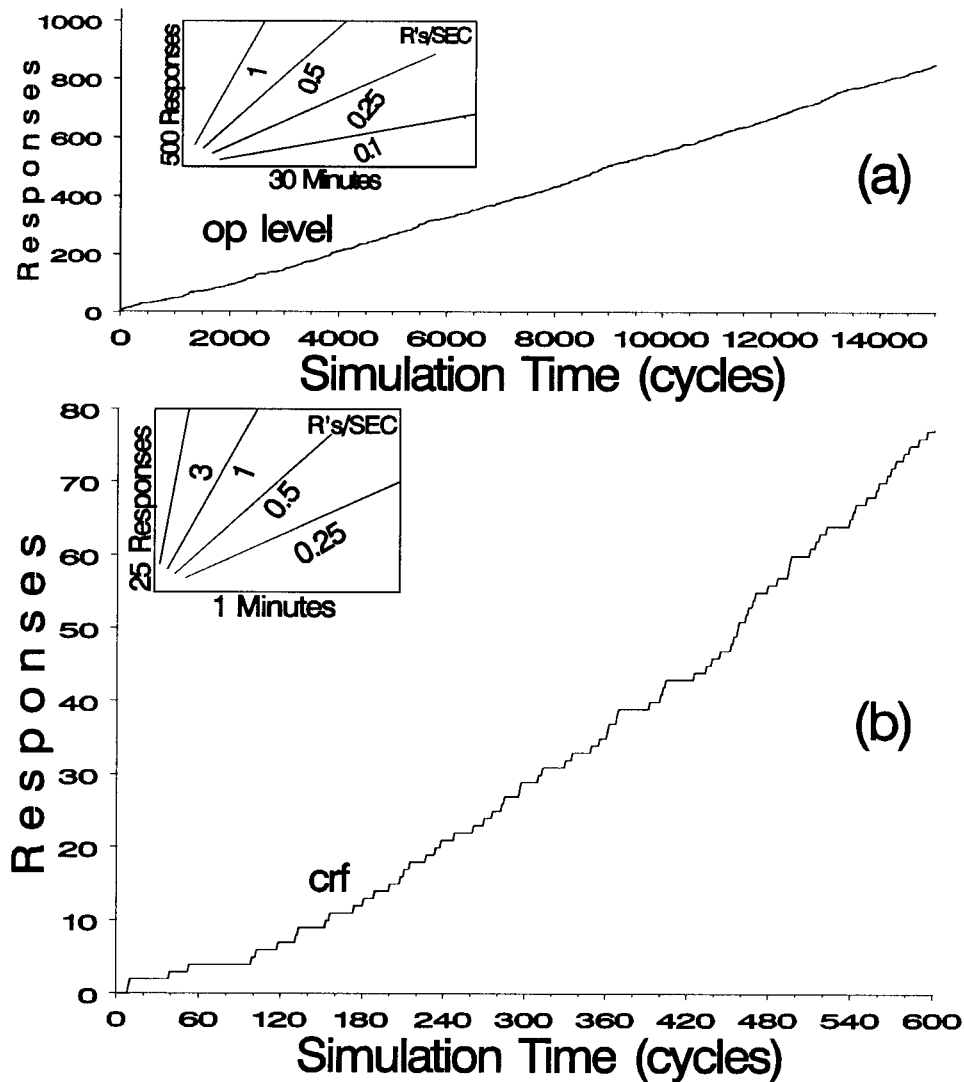 1000
800
600
400
200
0
Responses
500 Responses
R's/SEC
1
0.5
0.25
0.1
30 Minutes
op level
(a)
0 2000 4000 6000 8000 10000 12000 14000
Simulation Time (cycles)
80
70
60
50
40
30
20
10
0
Responses
25 Responses
R's/SEC
3
1
0.5
0.25
1 Minutes
(b)
crf
0 60 120 180 240 300 360 420 480 540 600
Simulation Time (cycles)